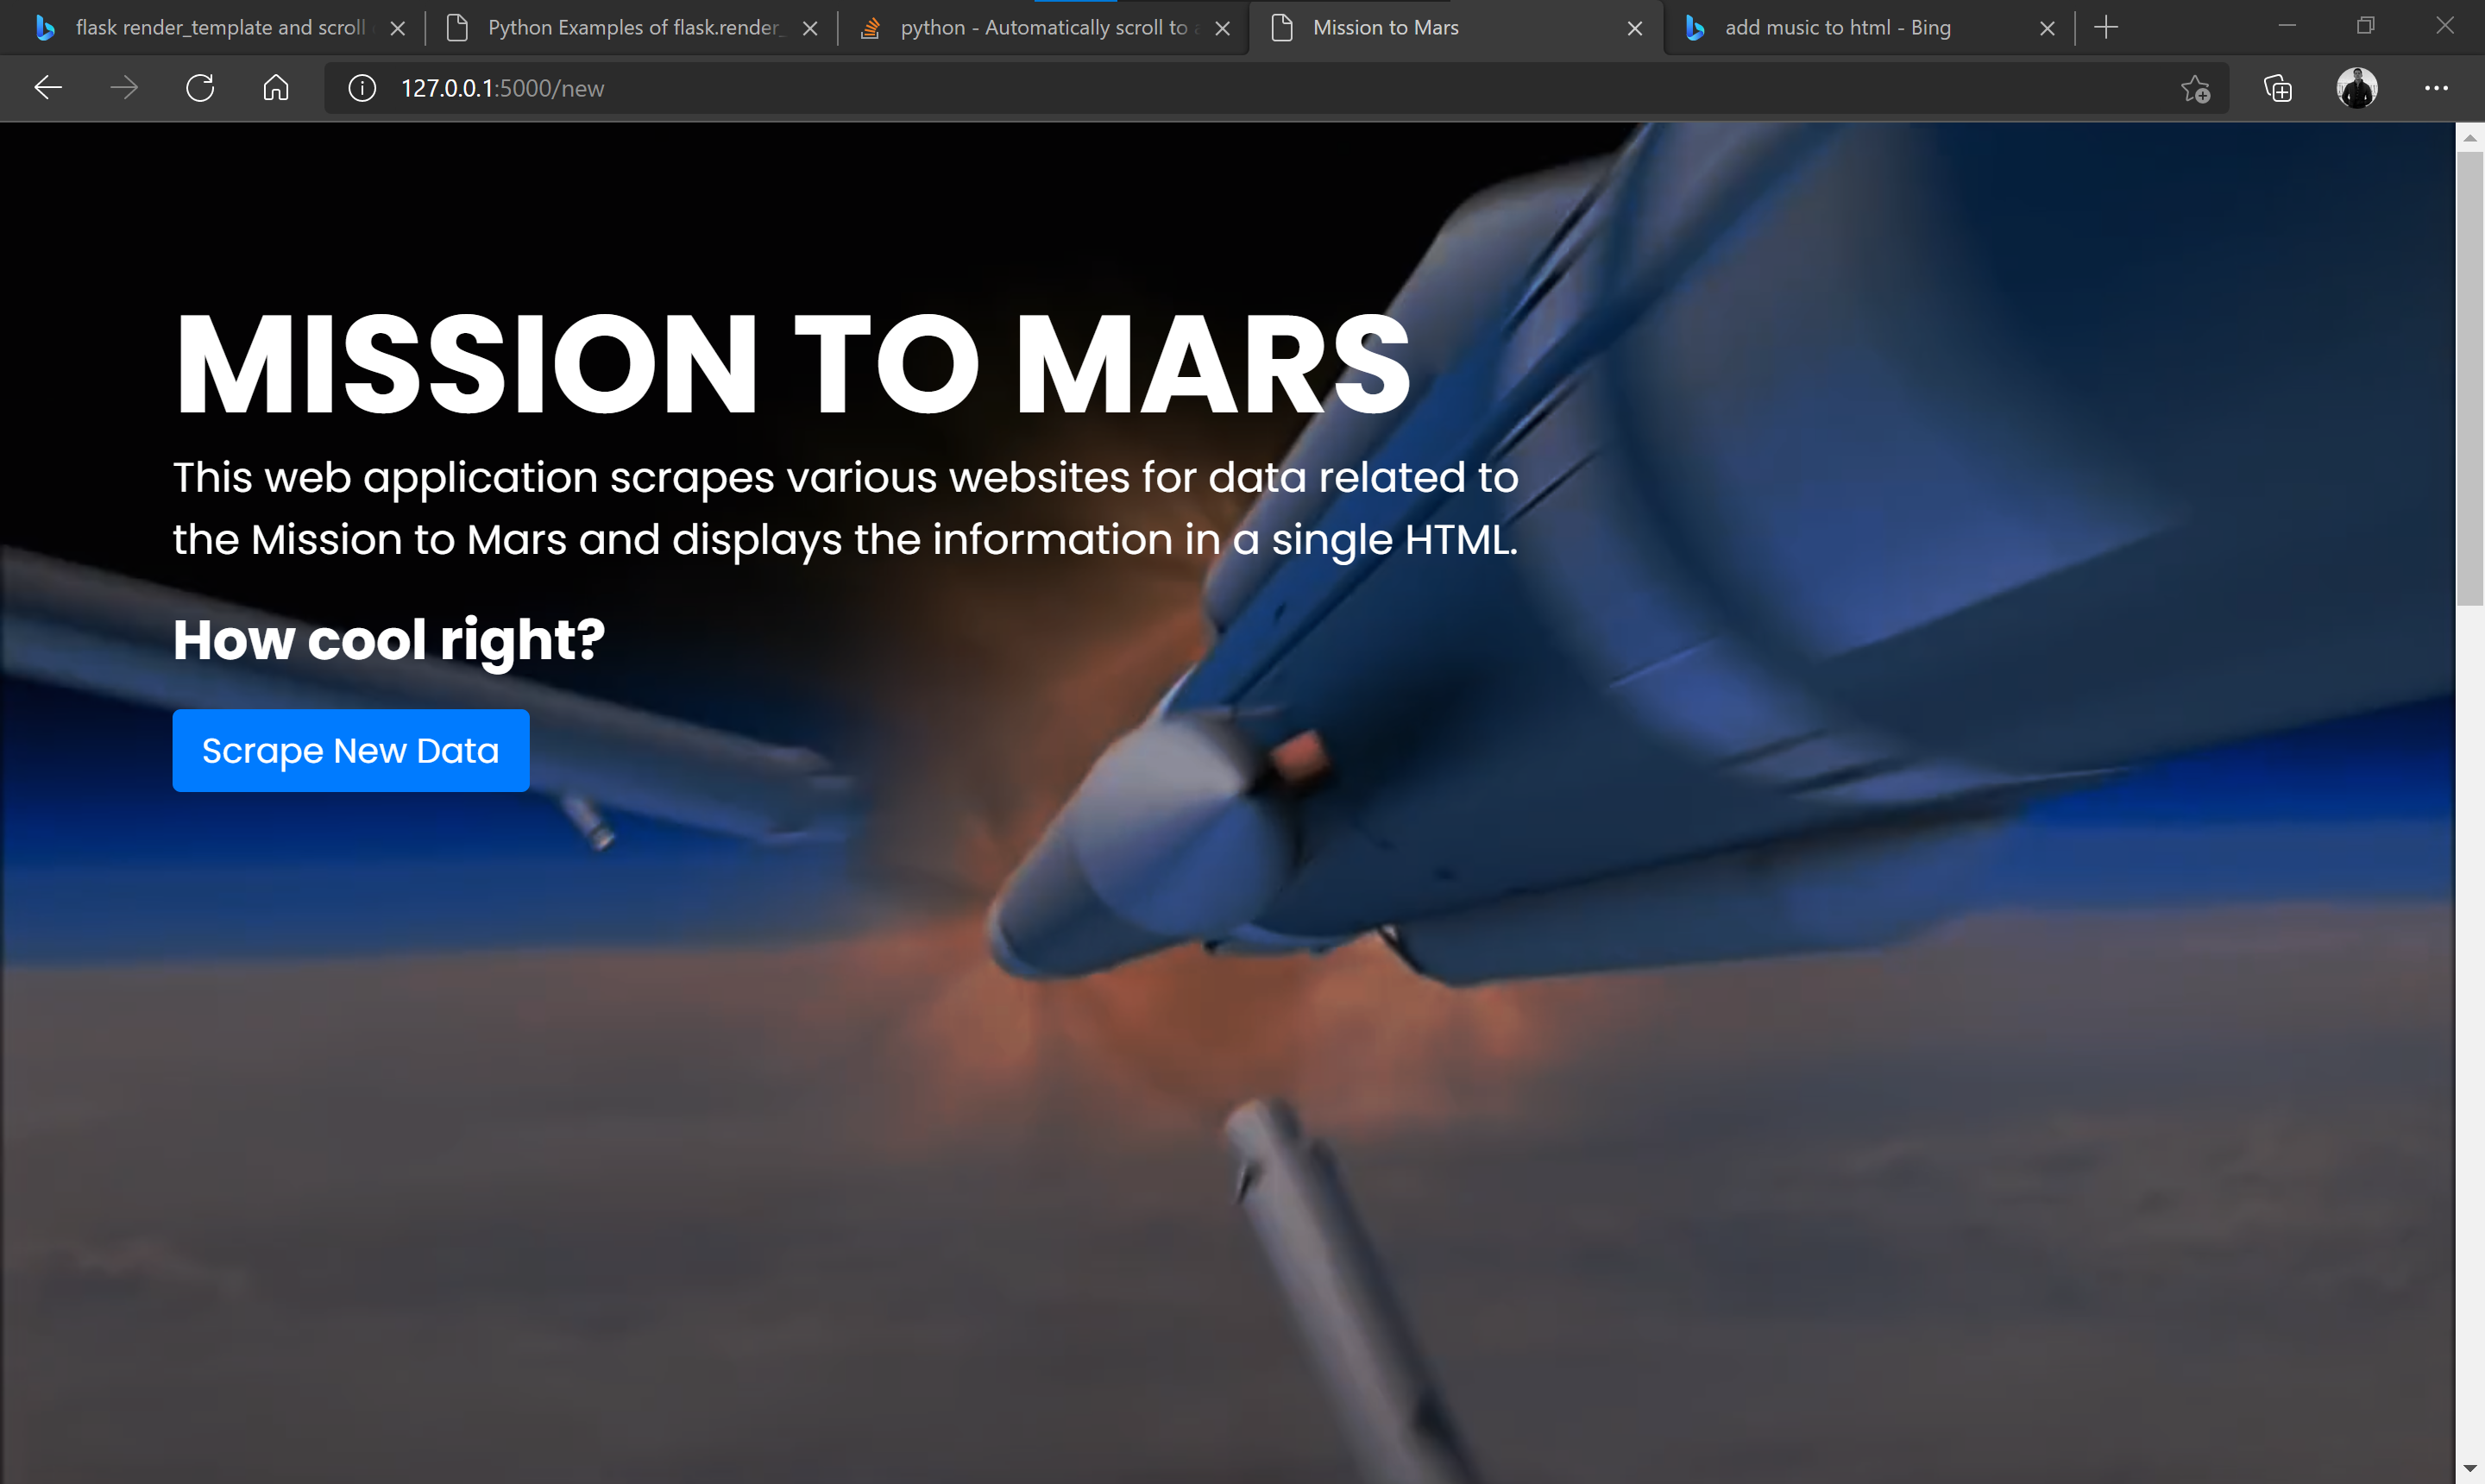 flask render_template and scroll
Python Examples of flask.render_
python - Automatically scroll to
Mission to Mars
add music to html - Bing
127.0.0.1:5000/new
MISSION TO MARS
This web application scrapes various websites for data related to
the Mission to Mars and displays the information in a single HTML.
How cool right?
Scrape New Data